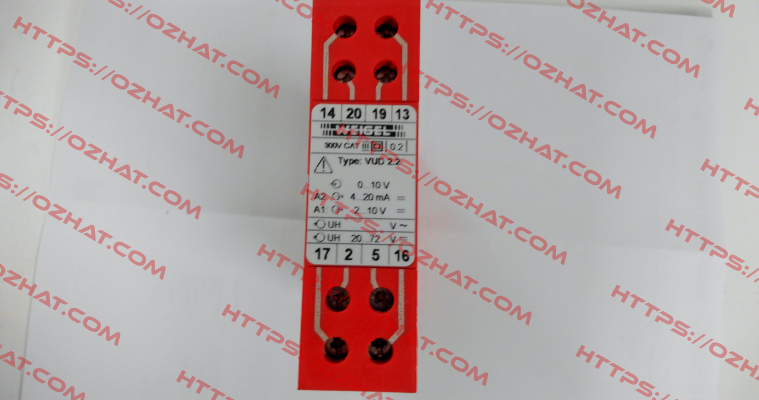 14 20 19 13
WEIGEL
300V CAT III 0,2
Type: VUD 2.2
0...10 V
A2 4...20 mA
A1 2...10 V
UH V ~
UH 20...72 V
17 2 5 16
HTTPS://OZHAT.COM